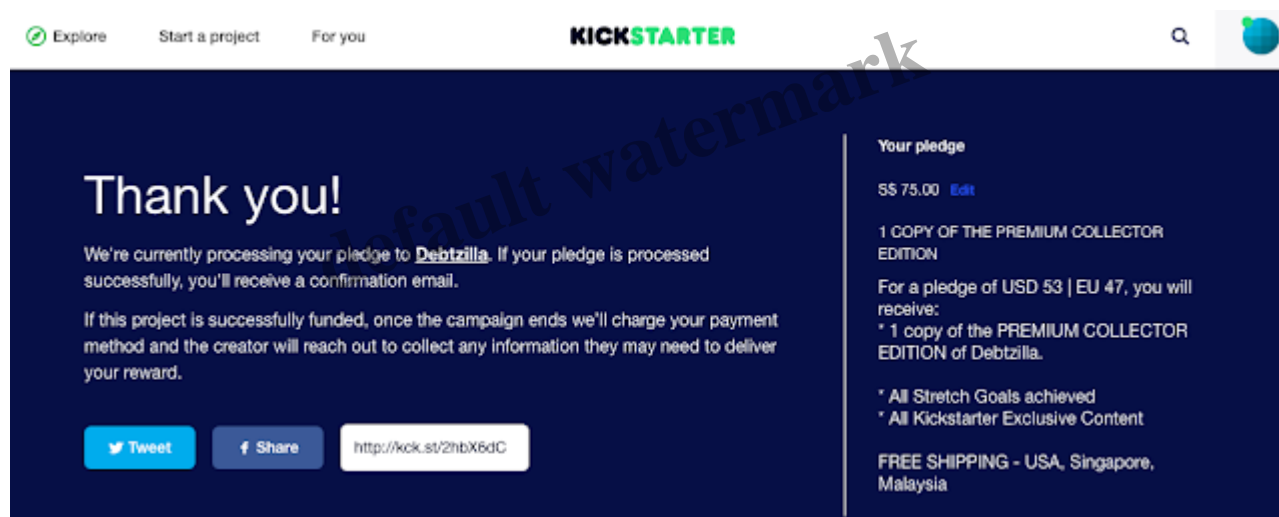 Explore Start a project For you KICKSTARTER
Thank you!
We're currently processing your pledge to Debtzilla. If your pledge is processed
successfully, you'll receive a confirmation email.
If this project is successfully funded, once the campaign ends we'll charge your payment
method and the creator will reach out to collect any information they may need to deliver
your reward.
Tweet Share http://kck.st/2hbX6dC
Your pledge
S$ 75.00 Edit
1 COPY OF THE PREMIUM COLLECTOR
EDITION
For a pledge of USD 53 | EU 47, you will
receive:
* 1 copy of the PREMIUM COLLECTOR
EDITION of Debtzilla.
* All Stretch Goals achieved
* All Kickstarter Exclusive Content
FREE SHIPPING - USA, Singapore,
Malaysia
default watermark